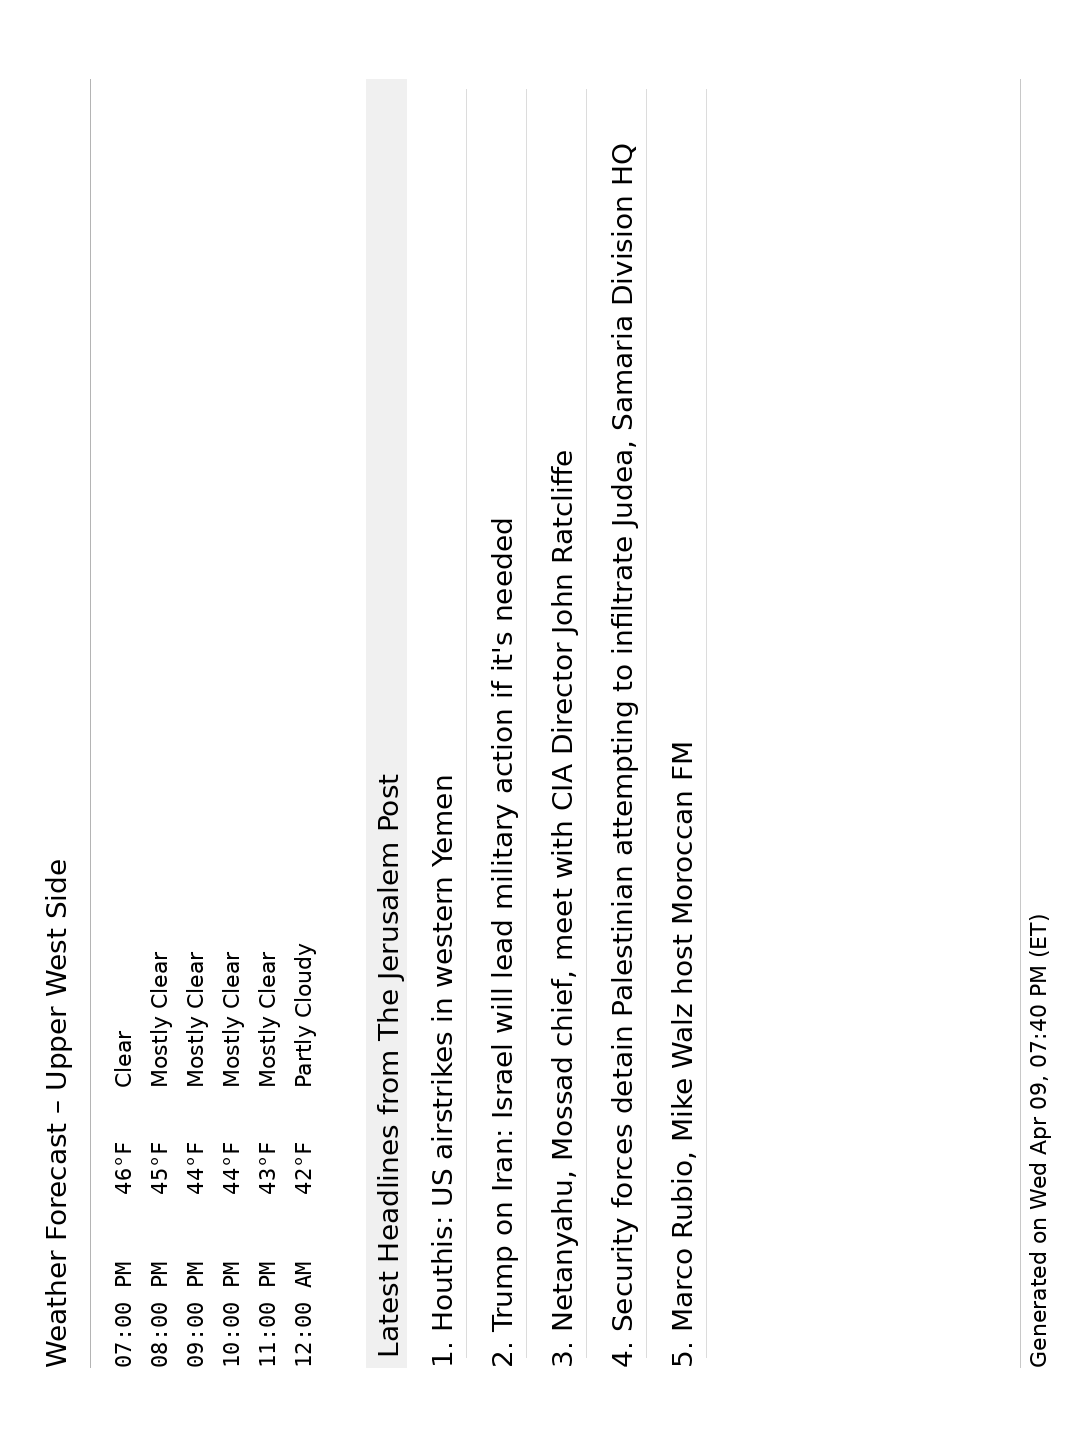 Weather Forecast – Upper West Side
07:00 PM 46°F Clear
08:00 PM 45°F Mostly Clear
09:00 PM 44°F Mostly Clear
10:00 PM 44°F Mostly Clear
11:00 PM 43°F Mostly Clear
12:00 AM 42°F Partly Cloudy
Latest Headlines from The Jerusalem Post
1. Houthis: US airstrikes in western Yemen
2. Trump on Iran: Israel will lead military action if it's needed
3. Netanyahu, Mossad chief, meet with CIA Director John Ratcliffe
4. Security forces detain Palestinian attempting to infiltrate Judea, Samaria Division HQ
5. Marco Rubio, Mike Walz host Moroccan FM
Generated on Wed Apr 09, 07:40 PM (ET)